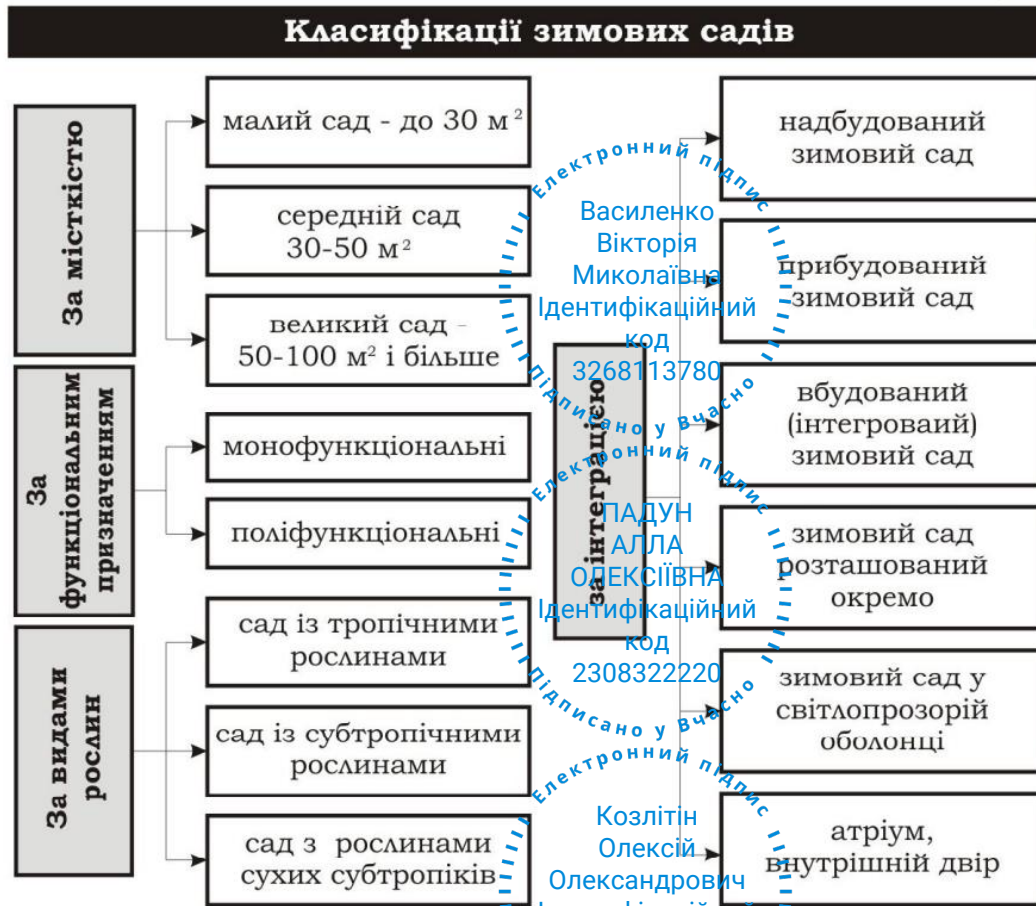 Класифікації зимових садів
За місткістю
малий сад - до 30 м²
середній сад
30-50 м²
великий сад -
50-100 м² і більше
За
функціональним
призначенням
монофункціональні
поліфункціональні
За видами
рослин
сад із тропічними
рослинами
сад із субтропічними
рослинами
сад з рослинами
сухих субтропіків
за інтеграцією
надбудований
зимовий сад
прибудований
зимовий сад
вбудований
(інтегроваий)
зимовий сад
зимовий сад
розташований
окремо
зимовий сад у
світлопрозорій
оболонці
атріум,
внутрішній двір
Електронний підпис
Василенко
Вікторія
Миколаївна
Ідентифікаційний
код
3268113780
Підписано у Вчасно
Електронний підпис
ПАДУН
АЛЛА
ОЛЕКСІЇВНА
Ідентифікаційний
код
2308322220
Підписано у Вчасно
Електронний підпис
Козлітін
Олексій
Олександрович